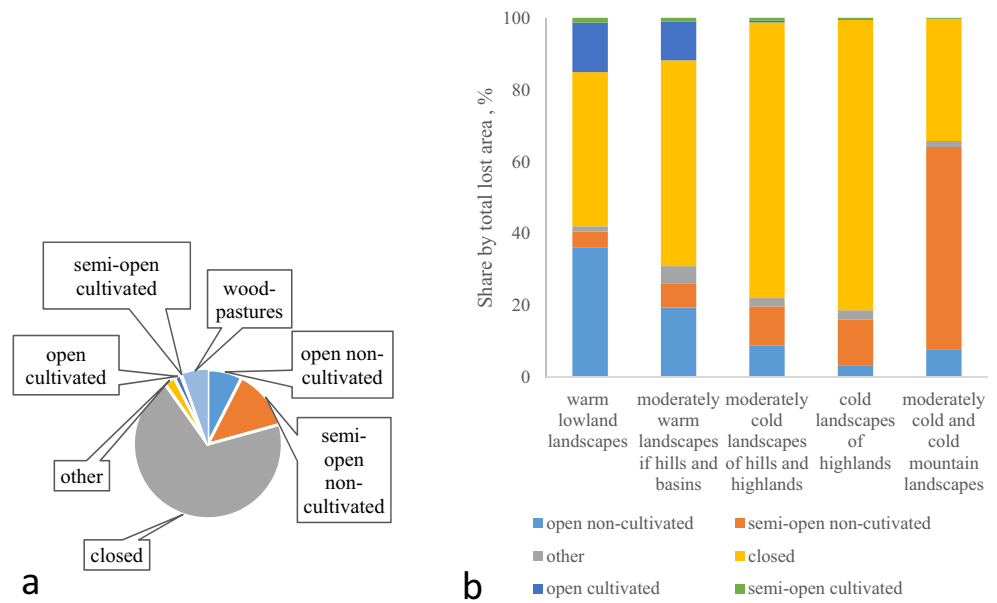 semi-open
cultivated
wood-
pastures
open
cultivated
open non-
cultivated
semi-
open
non-
cultivated
other
closed
a
Share by total lost area , %
100
80
60
40
20
0
warm
lowland
landscapes
moderately
warm
landscapes
if hills and
basins
moderately
cold
landscapes
of hills and
highlands
cold
landscapes
of
highlands
moderately
cold and
cold
mountain
landscapes
open non-cultivated
semi-open non-cutivated
other
closed
open cultivated
semi-open cultivated
b